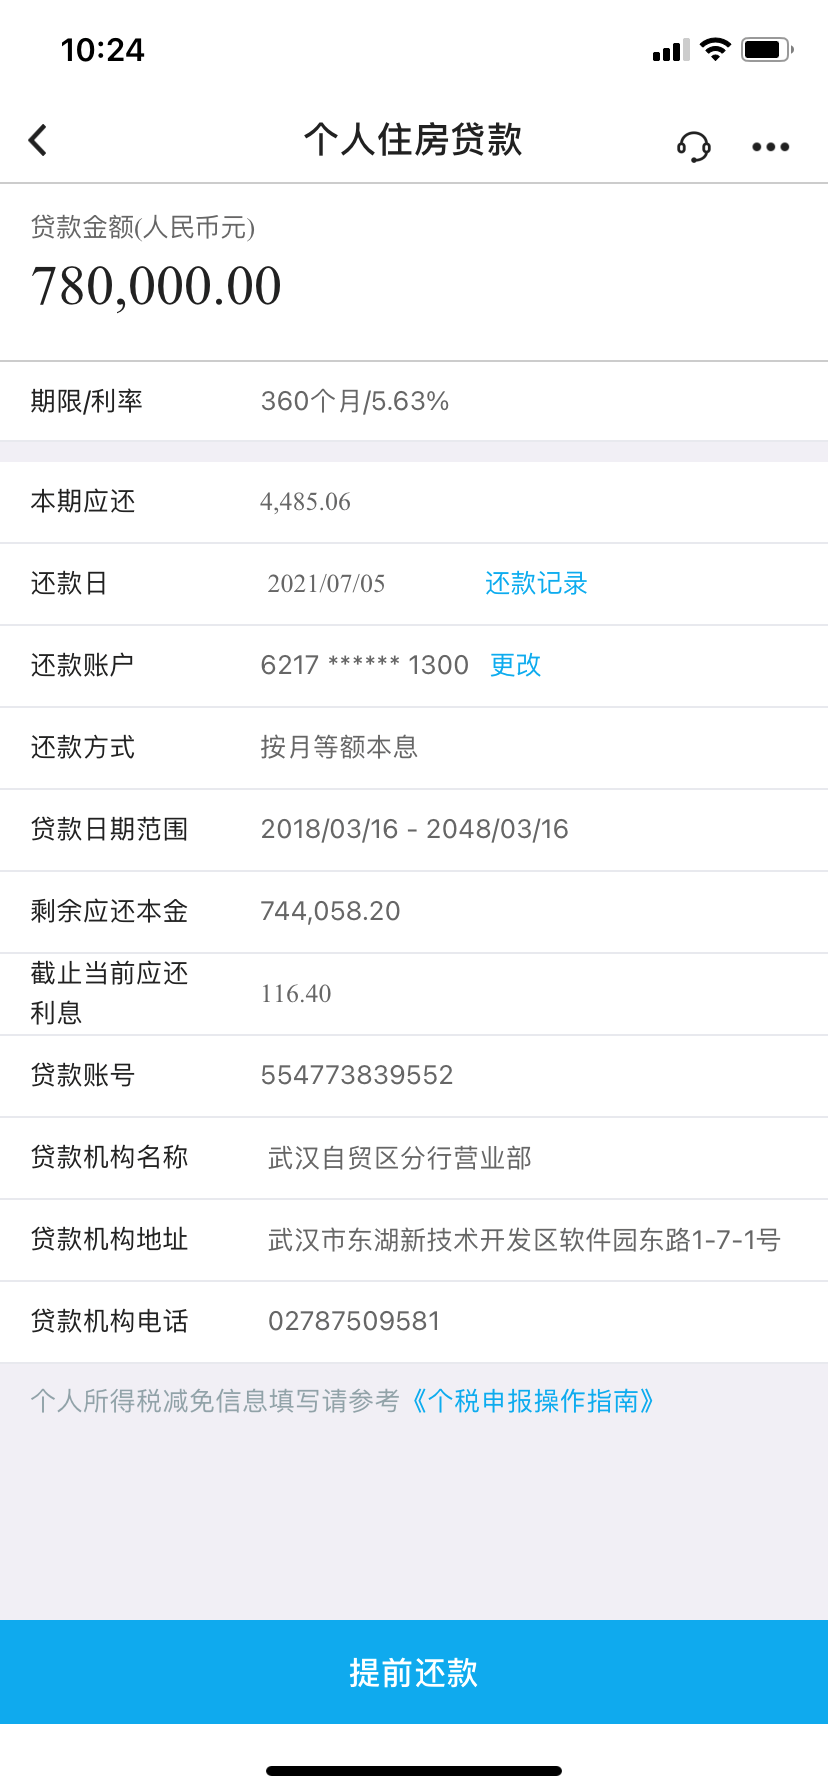 10:24
个人住房贷款
贷款金额(人民币元)
780,000.00
期限/利率 360个月/5.63%
本期应还 4,485.06
还款日 2021/07/05 还款记录
还款账户 6217 ****** 1300 更改
还款方式 按月等额本息
贷款日期范围 2018/03/16 - 2048/03/16
剩余应还本金 744,058.20
截止当前应还
利息 116.40
贷款账号 554773839552
贷款机构名称 武汉自贸区分行营业部
贷款机构地址 武汉市东湖新技术开发区软件园东路1-7-1号
贷款机构电话 02787509581
个人所得税减免信息填写请参考《个税申报操作指南》
提前还款